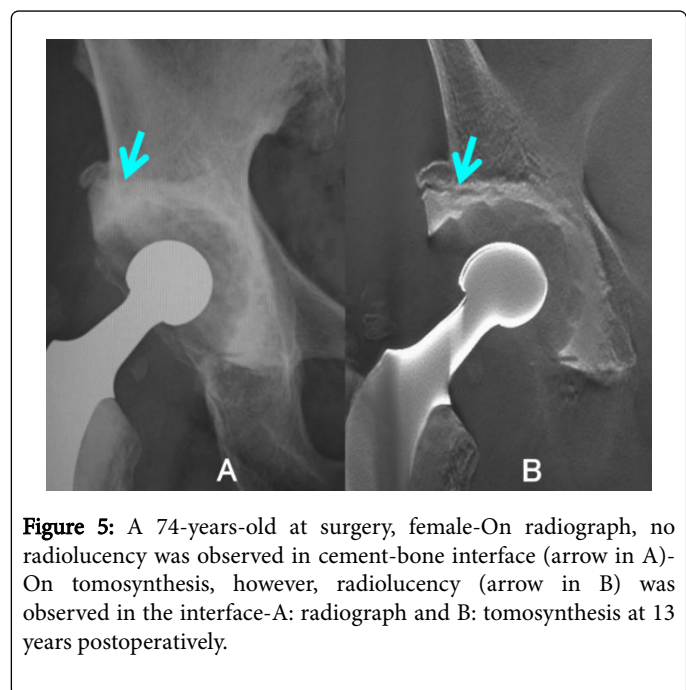 A
B
Figure 5: A 74-years-old at surgery, female-On radiograph, no
radiolucency was observed in cement-bone interface (arrow in A)-
On tomosynthesis, however, radiolucency (arrow in B) was
observed in the interface-A: radiograph and B: tomosynthesis at 13
years postoperatively.